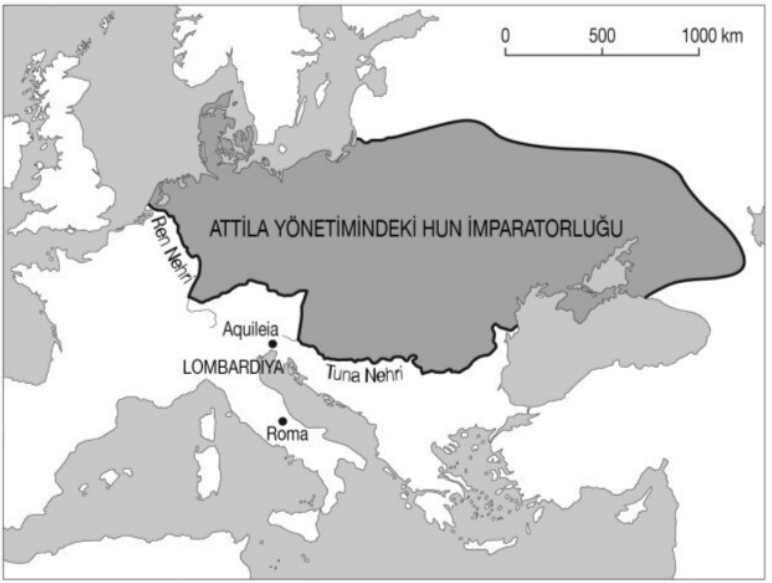 0 500 1000 km
ATTİLA YÖNETİMİNDEKİ HUN İMPARATORLUĞU
Ren Nehri
Aquileia
LOMBARDİYA
Tuna Nehri
Roma